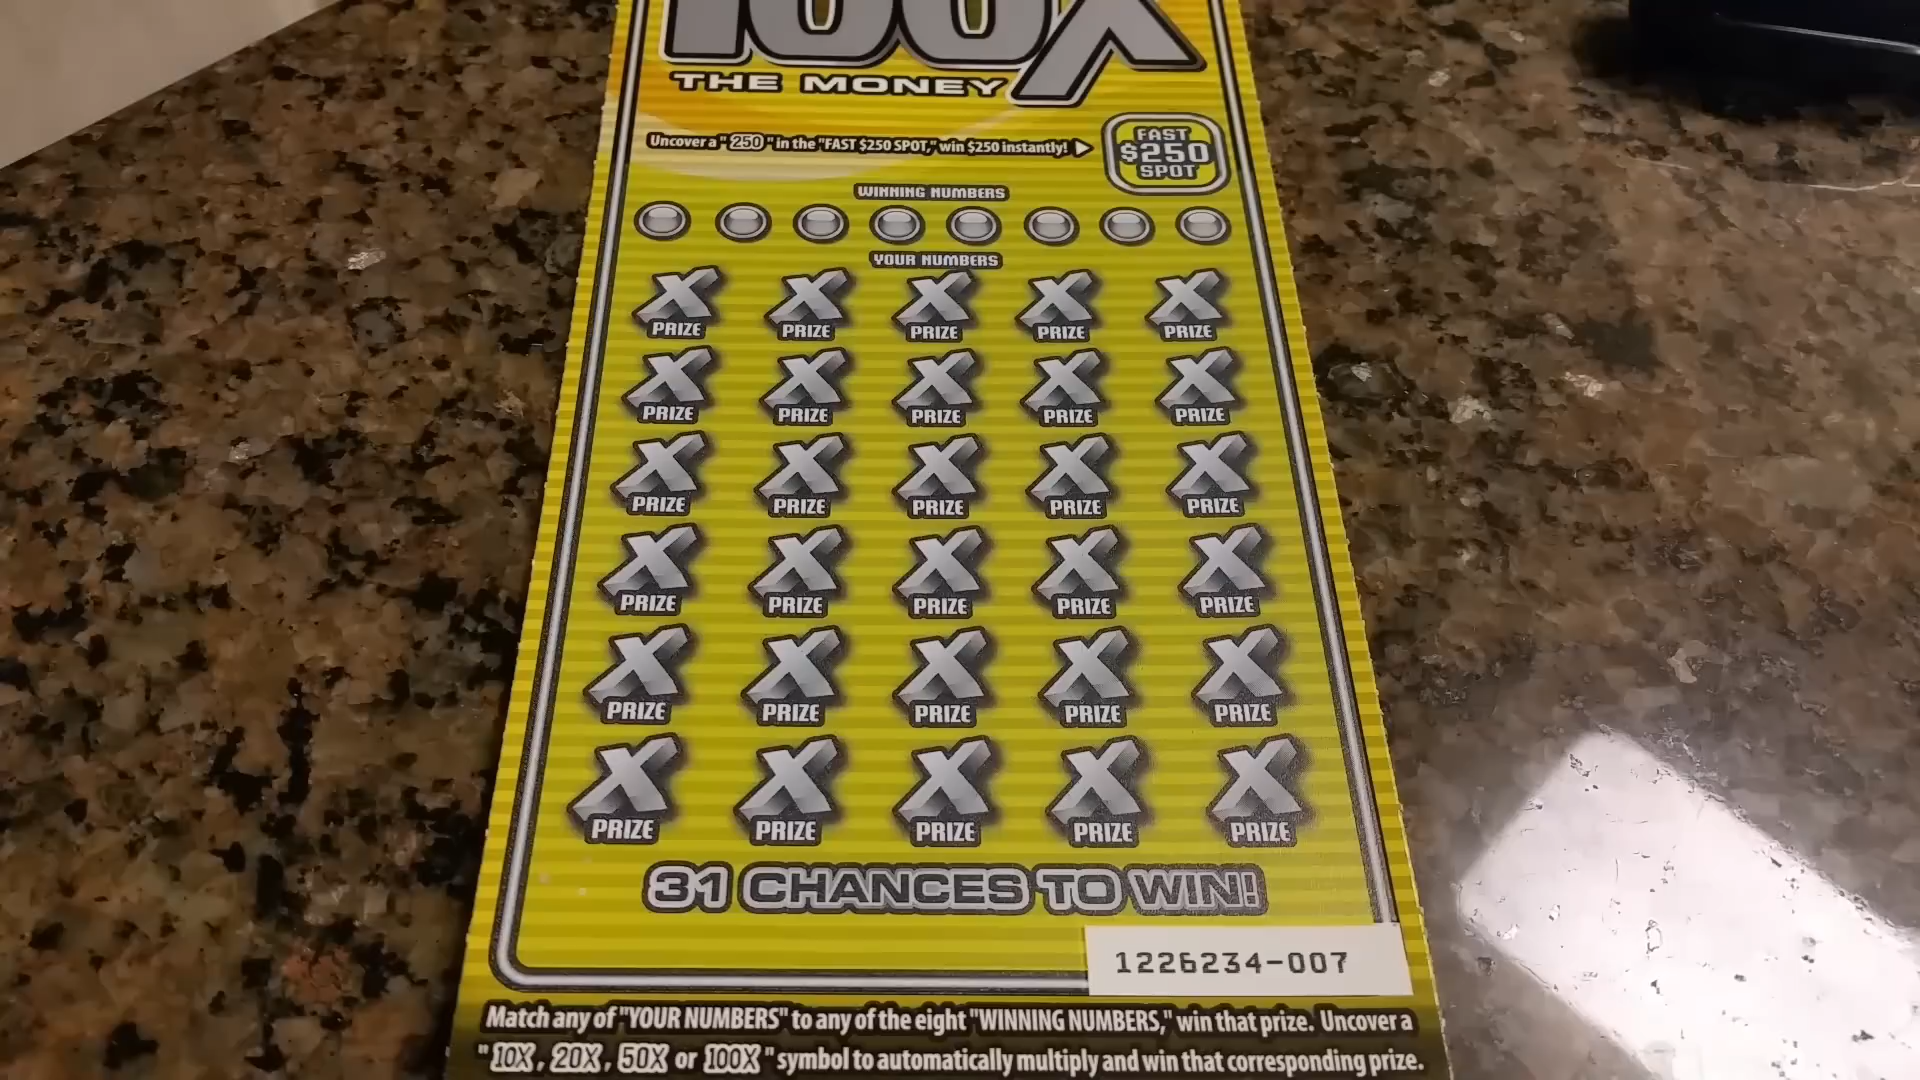 100X
THE MONEY
Uncover a "250" in the "FAST $250 SPOT," win $250 instantly!
FAST
$250
SPOT
WINNING NUMBERS
YOUR NUMBERS
X X X X X
PRIZE PRIZE PRIZE PRIZE PRIZE
X X X X X
PRIZE PRIZE PRIZE PRIZE PRIZE
X X X X X
PRIZE PRIZE PRIZE PRIZE PRIZE
X X X X X
PRIZE PRIZE PRIZE PRIZE PRIZE
X X X X X
PRIZE PRIZE PRIZE PRIZE PRIZE
X X X X X
PRIZE PRIZE PRIZE PRIZE PRIZE
31 CHANCES TO WIN!
1226234-007
Match any of "YOUR NUMBERS" to any of the eight "WINNING NUMBERS," win that prize. Uncover a
"10X, 20X, 50X or 100X" symbol to automatically multiply and win that corresponding prize.